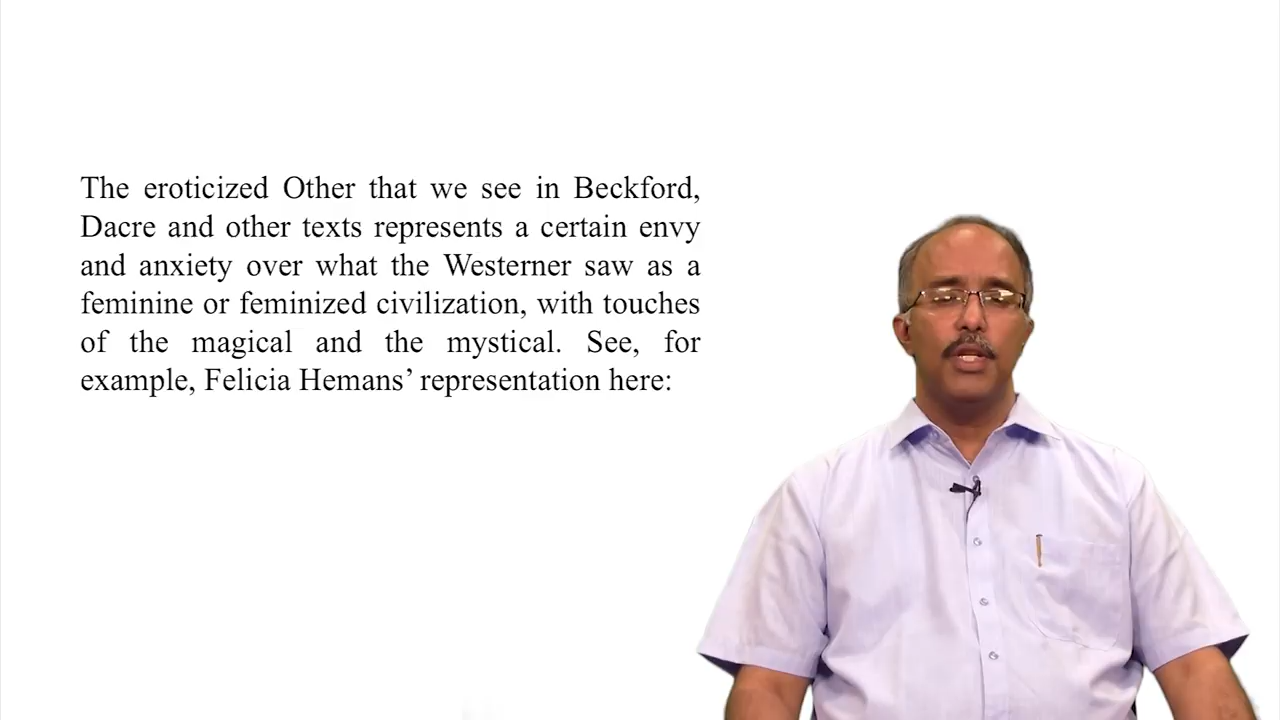 The eroticized Other that we see in Beckford,
Dacre and other texts represents a certain envy
and anxiety over what the Westerner saw as a
feminine or feminized civilization, with touches
of the magical and the mystical. See, for
example, Felicia Hemans’ representation here: